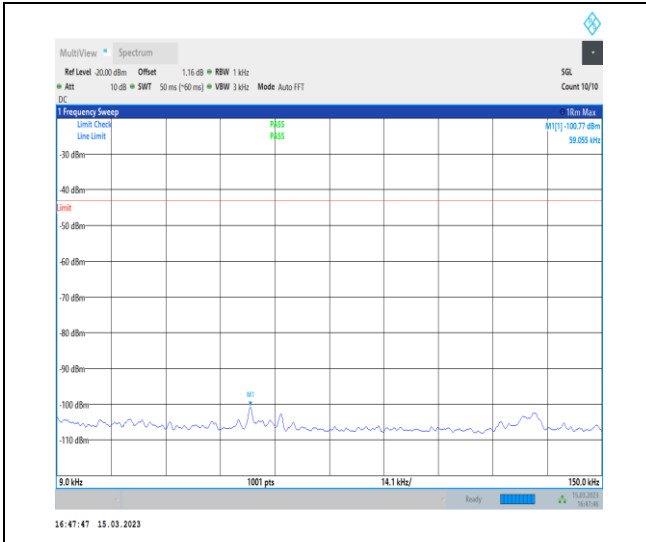 MultiView Spectrum
Ref Level -20.00 dBm Offset 1.16 dB RBW 1 kHz SGL
Att 10 dB SWT 50 ms (~60 ms) VBW 3 kHz Mode Auto FFT Count 10/10
DC
1 Frequency Sweep 1Rm Max
Limit Check PASS M1[1] -100.77 dBm
Line Limit PASS 59.055 kHz
-30 dBm
-40 dBm
Limit
-50 dBm
-60 dBm
-70 dBm
-80 dBm
-90 dBm
M1
-100 dBm
-110 dBm
9.0 kHz 1001 pts 14.1 kHz/ 150.0 kHz
Ready 15.03.2023
16:47:46
16:47:47 15.03.2023